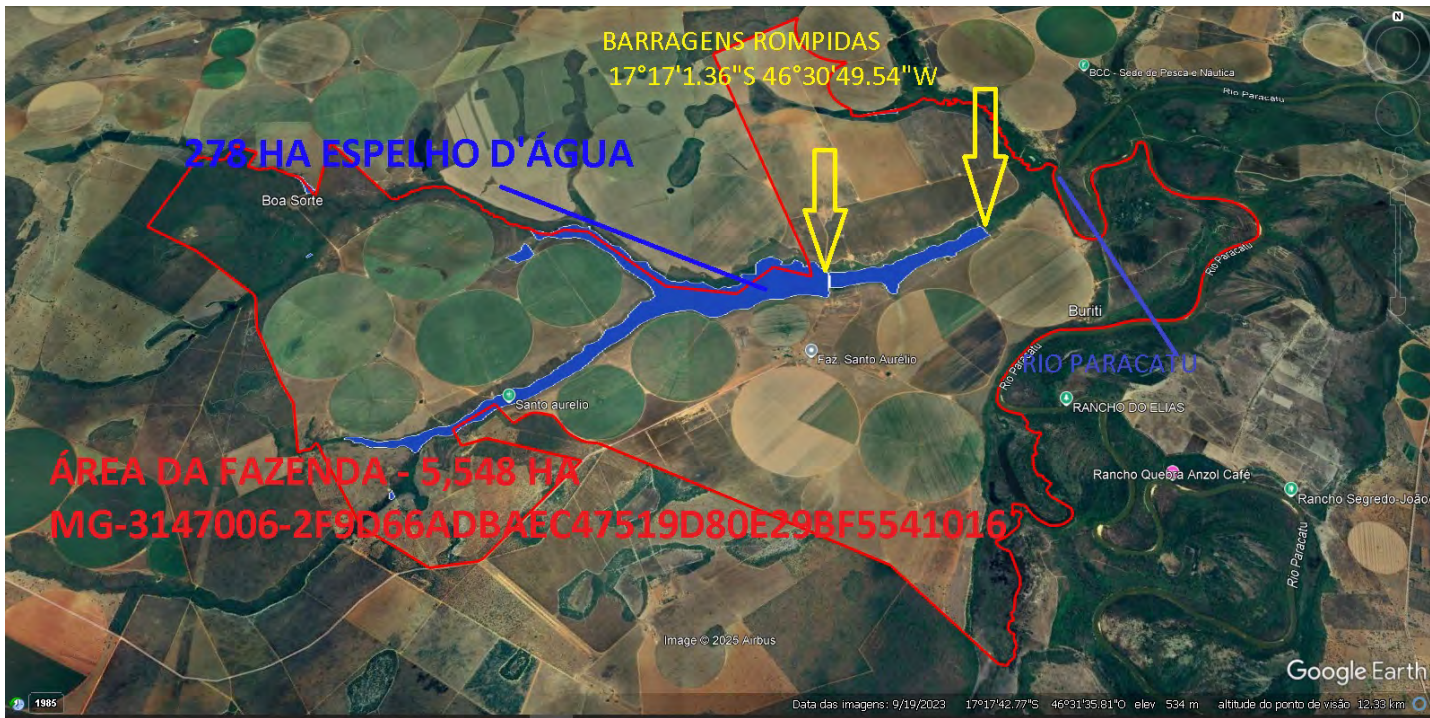 BARRAGENS ROMPIDAS
17°17'1.36"S 46°30'49.54"W
N
BCC - Sede de Pesca e Náutica
Rio Paracatu
278 HA ESPELHO D'ÁGUA
Boa Sorte
Rio Paracatu
Buriti
Faz. Santo Aurélio
Rio Paracatu
RIO PARACATU
Santo aurelio
RANCHO DO ELIAS
ÁREA DA FAZENDA - 5,548 HA
Rancho Quebra Anzol Café
Rancho Segredo-João
MG-3147006-2F9D66ADBAEC47519D80E29BF5541016
Rio Paracatu
Image © 2025 Airbus
Google Earth
1985
Data das imagens: 9/19/2023 17°17'42.77"S 46°31'35.81"O elev 534 m altitude do ponto de visão 12.33 km